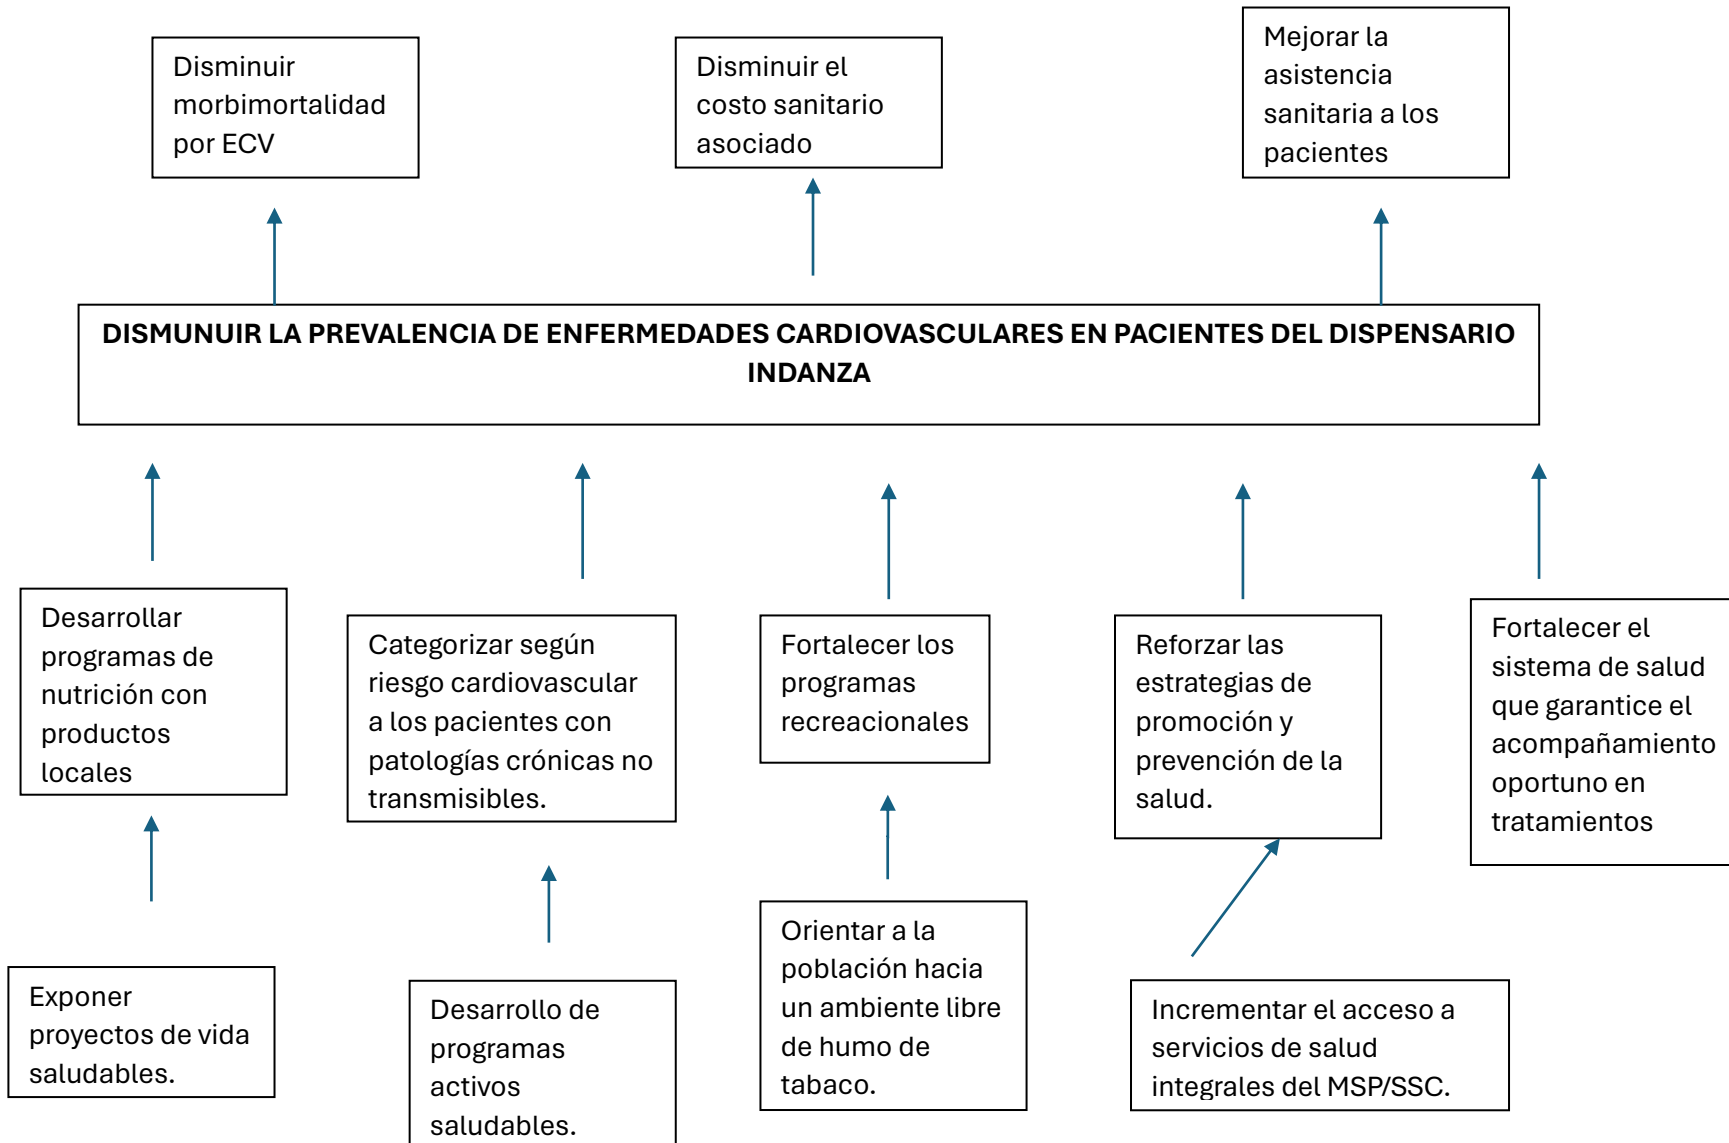 Disminuir
morbimortalidad
por ECV
Disminuir el
costo sanitario
asociado
Mejorar la
asistencia
sanitaria a los
pacientes
DISMUNUIR LA PREVALENCIA DE ENFERMEDADES CARDIOVASCULARES EN PACIENTES DEL DISPENSARIO
INDANZA
Desarrollar
programas de
nutrición con
productos
locales
Categorizar según
riesgo cardiovascular
a los pacientes con
patologías crónicas no
transmisibles.
Fortalecer los
programas
recreacionales
Reforzar las
estrategias de
promoción y
prevención de la
salud.
Fortalecer el
sistema de salud
que garantice el
acompañamiento
oportuno en
tratamientos
Exponer
proyectos de vida
saludables.
Desarrollo de
programas
activos
saludables.
Orientar a la
población hacia
un ambiente libre
de humo de
tabaco.
Incrementar el acceso a
servicios de salud
integrales del MSP/SSC.